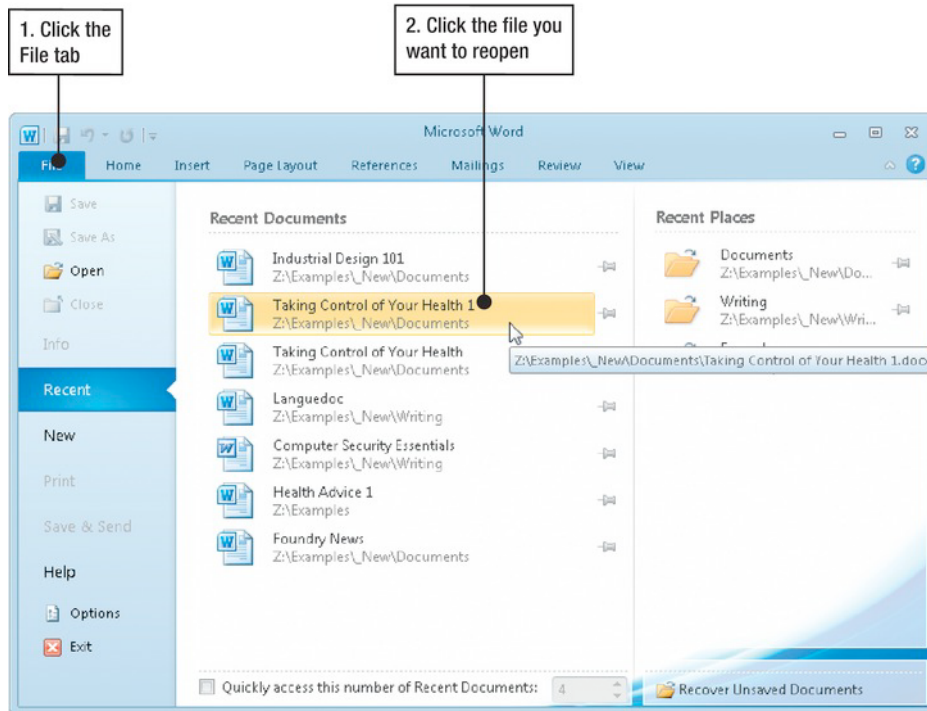 1. Click the
File tab
2. Click the file you
want to reopen
Microsoft Word
File Home Insert Page Layout References Mailings Review View
Save
Save As
Open
Close
Info
Recent
New
Print
Save & Send
Help
Options
Exit
Recent Documents
Industrial Design 101
Z:\Examples\_New\Documents
Taking Control of Your Health 1
Z:\Examples\_New\Documents
Taking Control of Your Health
Z:\Examples\_New\Documents
Languedoc
Z:\Examples\_New\Writing
Computer Security Essentials
Z:\Examples\_New\Writing
Health Advice 1
Z:\Examples
Foundry News
Z:\Examples\_New\Documents
Quickly access this number of Recent Documents: 4
Recent Places
Documents
Z:\Examples\_New\Do...
Writing
Z:\Examples\_New\Wri...
Z:\Examples\_New\Documents\Taking Control of Your Health 1.doc
Recover Unsaved Documents